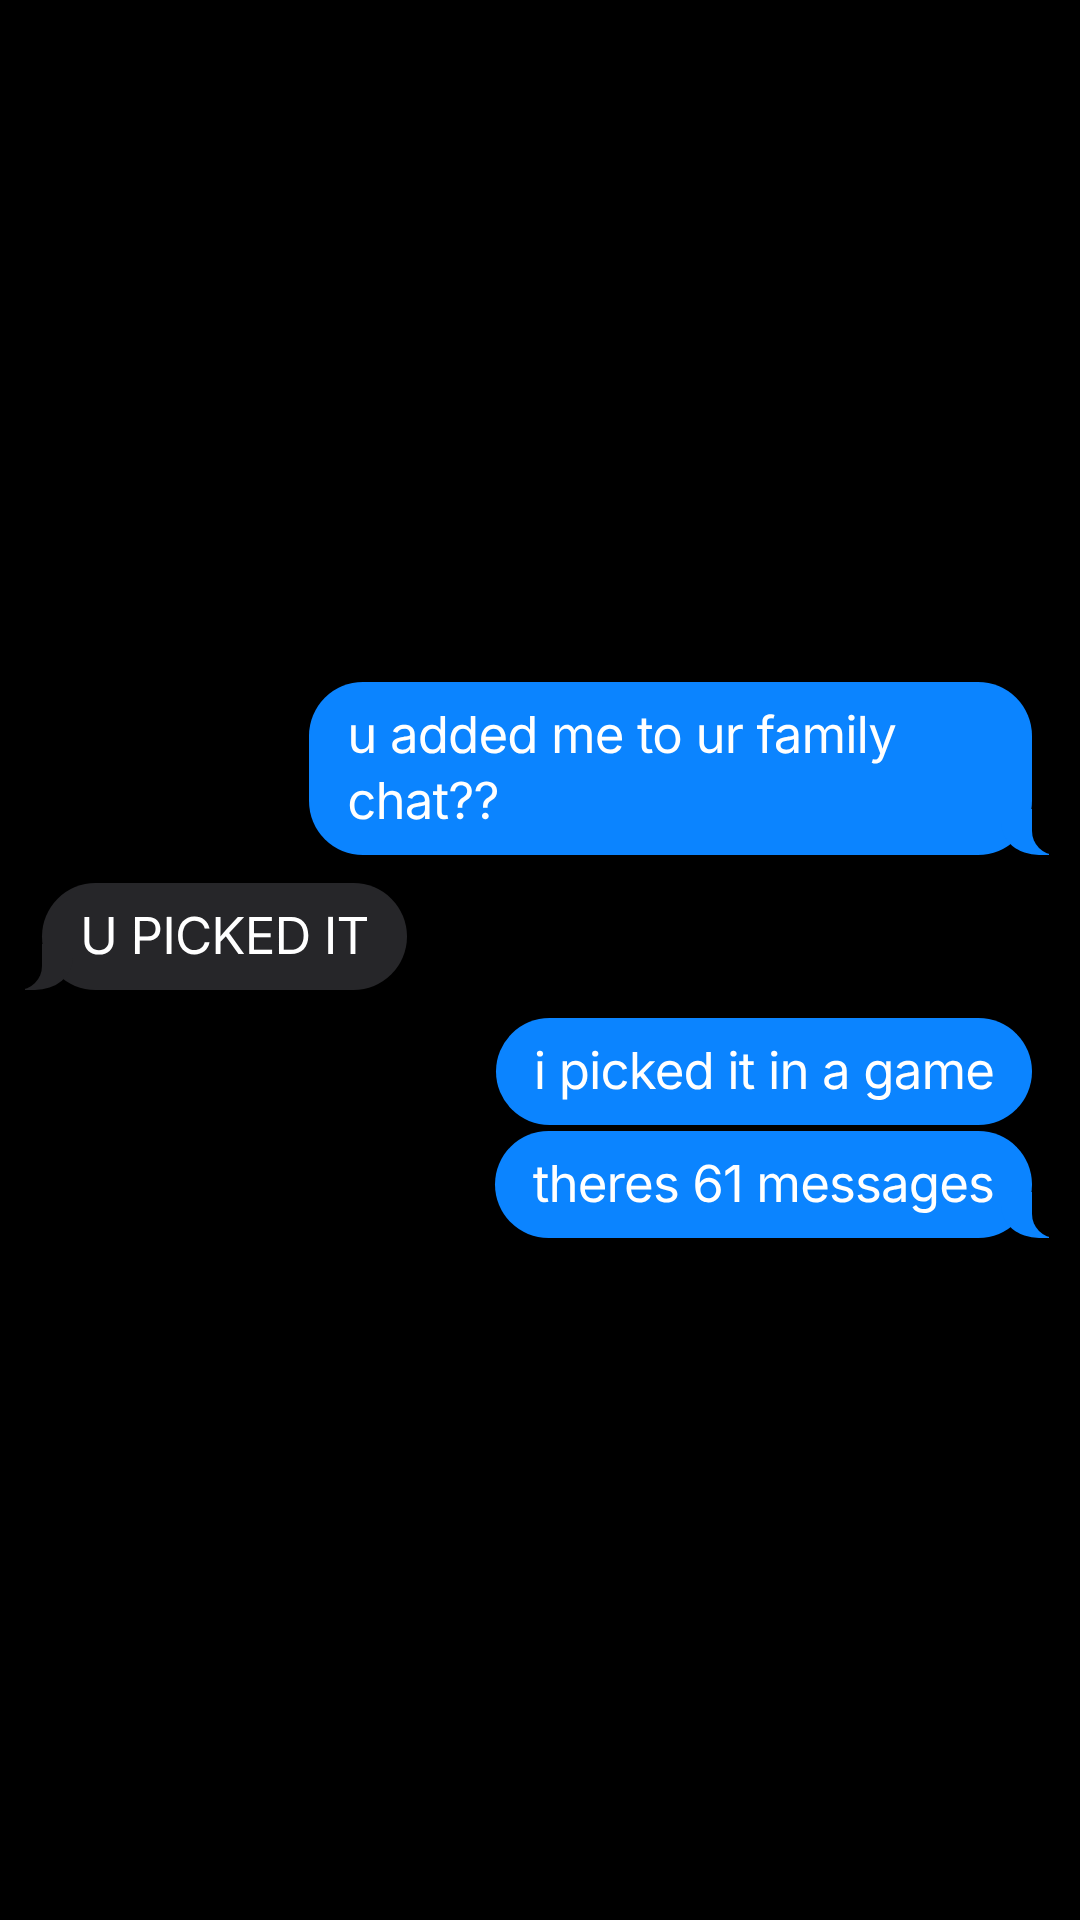 u added me to ur family
chat??
U PICKED IT
i picked it in a game
theres 61 messages